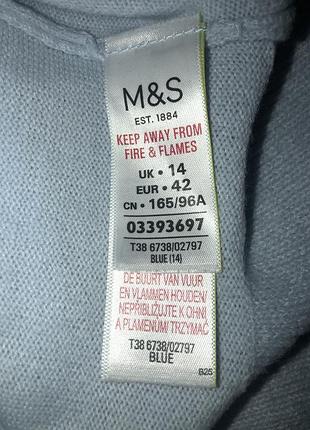 M&S
EST. 1884
KEEP AWAY FROM
FIRE & FLAMES
UK • 14
EUR • 42
CN • 165/96A
03393697
T38 6738/02797
BLUE (14)
DE BUURT VAN VUUR
EN VLAMMEN HOUDEN/
NEPŘIBLIŽUJTE K OHNI
A PLAMENUM/ TRZYMAĆ
T38 6738/02797
BLUE
B25